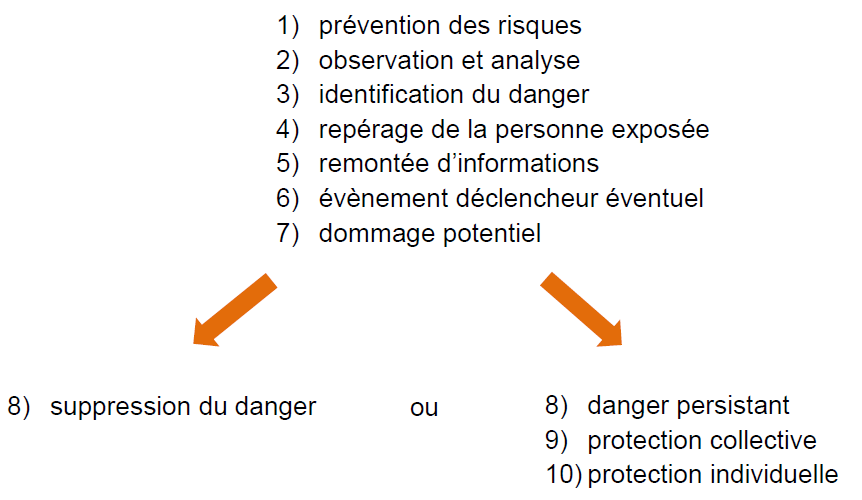 1) prévention des risques
2) observation et analyse
3) identification du danger
4) repérage de la personne exposée
5) remontée d’informations
6) évènement déclencheur éventuel
7) dommage potentiel
8) suppression du danger
ou
8) danger persistant
9) protection collective
10) protection individuelle